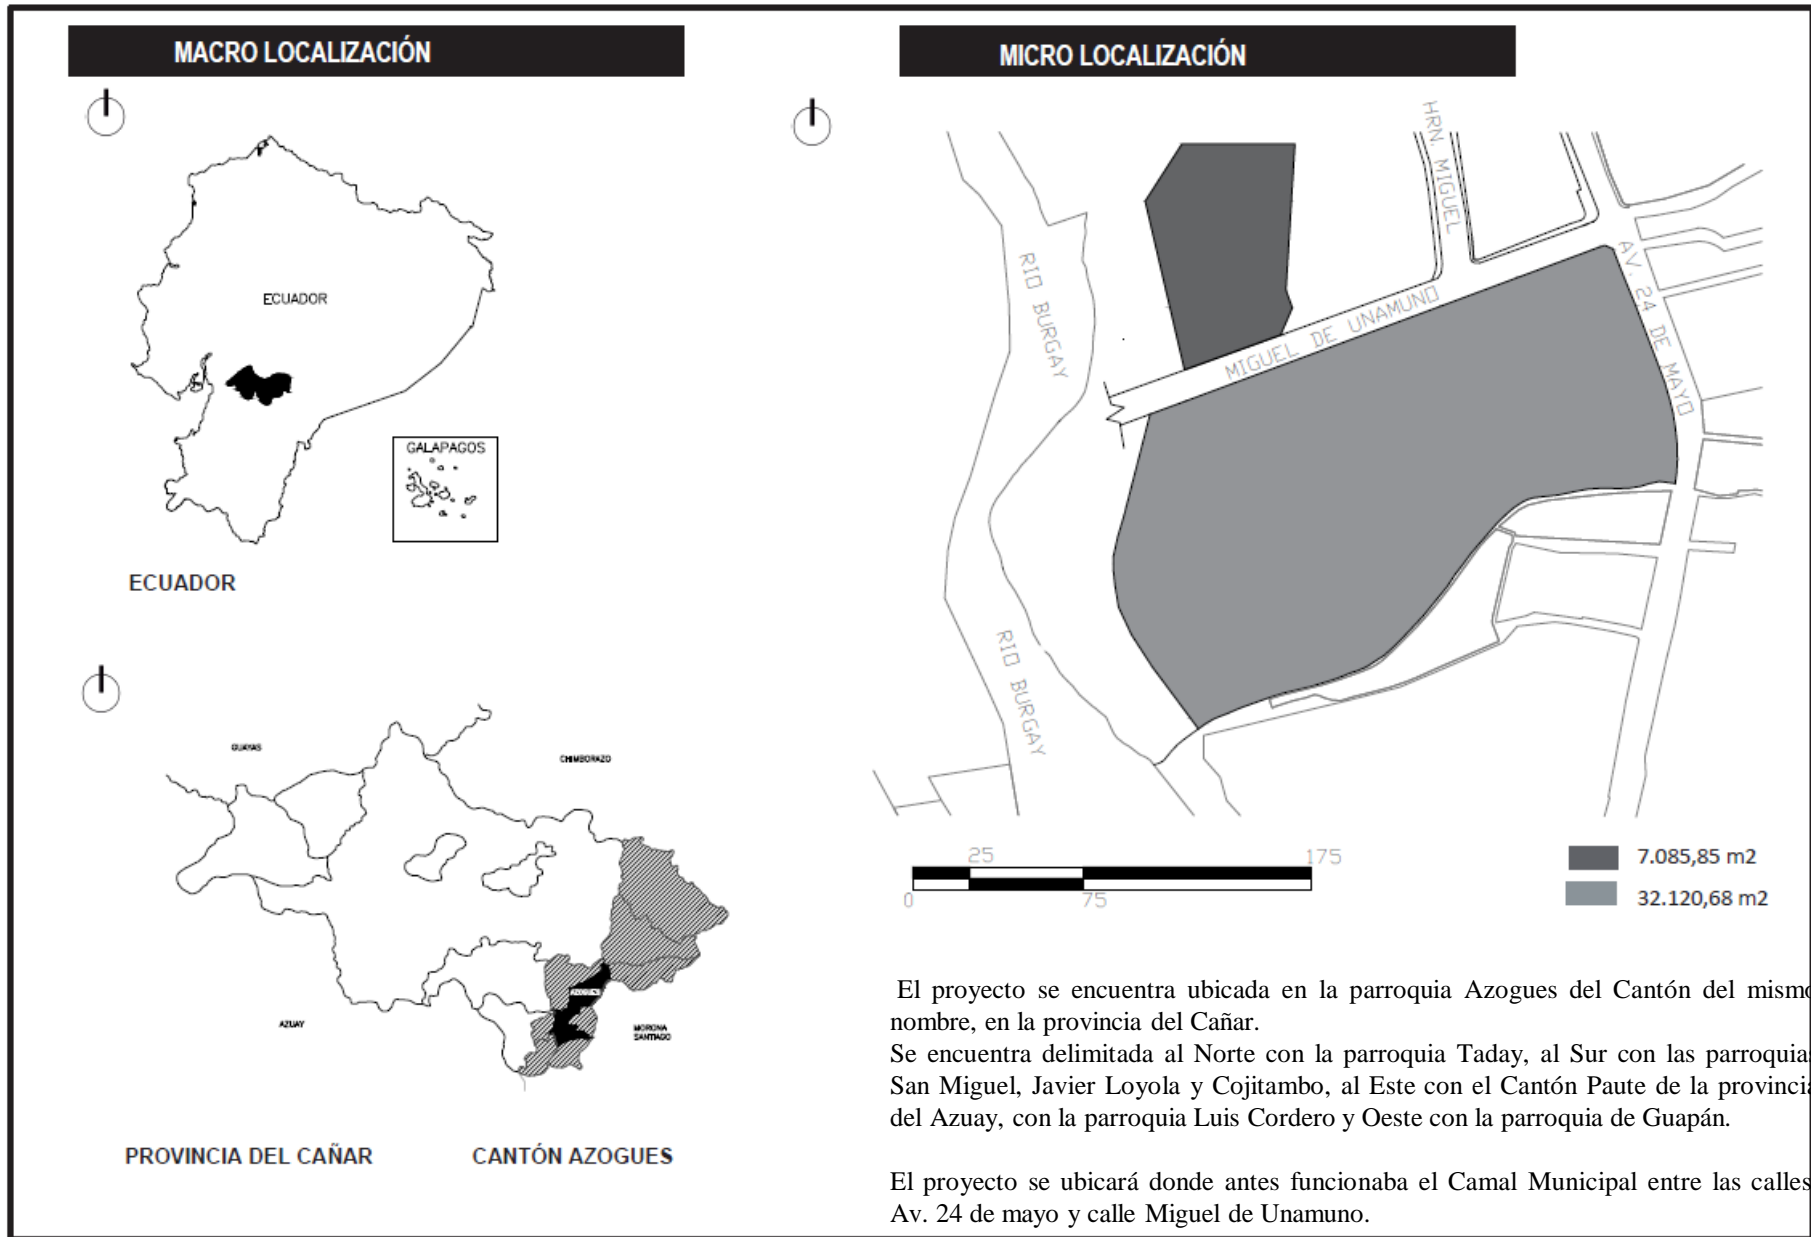 MACRO LOCALIZACIÓN
ECUADOR
GALAPAGOS
ECUADOR
GUAYAS
CHIMBORAZO
AZOGUES
AZUAY
MORONA
SANTIAGO
PROVINCIA DEL CAÑAR
CANTÓN AZOGUES
MICRO LOCALIZACIÓN
HRN. MIGUEL
RIO BURGAY
MIGUEL DE UNAMUNO
AV. 24 DE MAYO
RIO BURGAY
25
175
0
75
7.085,85 m2
32.120,68 m2
El proyecto se encuentra ubicada en la parroquia Azogues del Cantón del mismo
nombre, en la provincia del Cañar.
Se encuentra delimitada al Norte con la parroquia Taday, al Sur con las parroquias
San Miguel, Javier Loyola y Cojitambo, al Este con el Cantón Paute de la provincia
del Azuay, con la parroquia Luis Cordero y Oeste con la parroquia de Guapán.
El proyecto se ubicará donde antes funcionaba el Camal Municipal entre las calles
Av. 24 de mayo y calle Miguel de Unamuno.